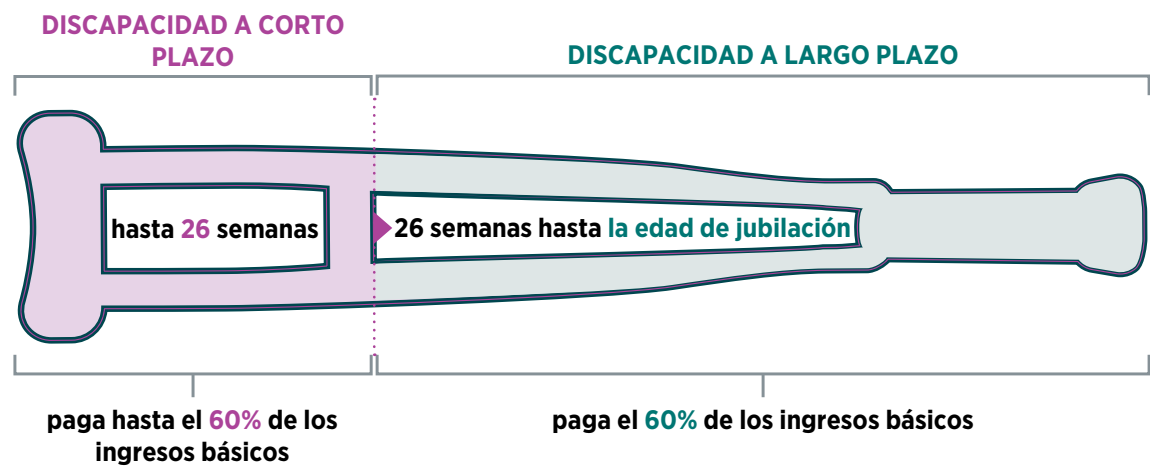 DISCAPACIDAD A CORTO
PLAZO
DISCAPACIDAD A LARGO PLAZO
hasta 26 semanas
26 semanas hasta la edad de jubilación
paga hasta el 60% de los
ingresos básicos
paga el 60% de los ingresos básicos